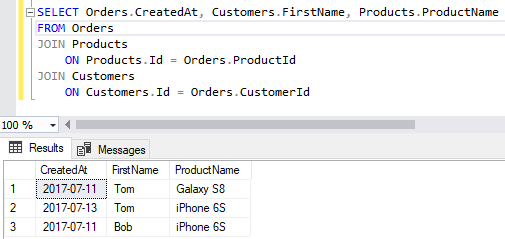 SELECT Orders.CreatedAt, Customers.FirstName, Products.ProductName
FROM Orders
JOIN Products
ON Products.Id = Orders.ProductId
JOIN Customers
ON Customers.Id = Orders.CustomerId
100 %
Results Messages
CreatedAt FirstName ProductName
1 2017-07-11 Tom Galaxy S8
2 2017-07-13 Tom iPhone 6S
3 2017-07-11 Bob iPhone 6S